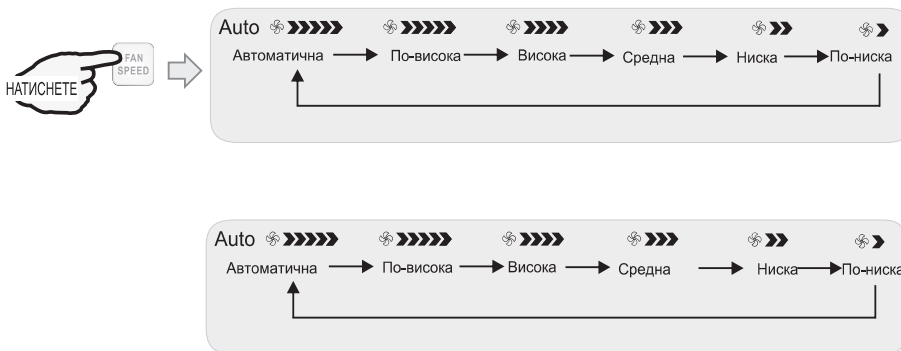 Auto
Автоматична По-висока Висока Средна Ниска По-ниска
FAN
SPEED
НАТИСНЕТЕ
Auto
Автоматична По-висока Висока Средна Ниска По-ниска